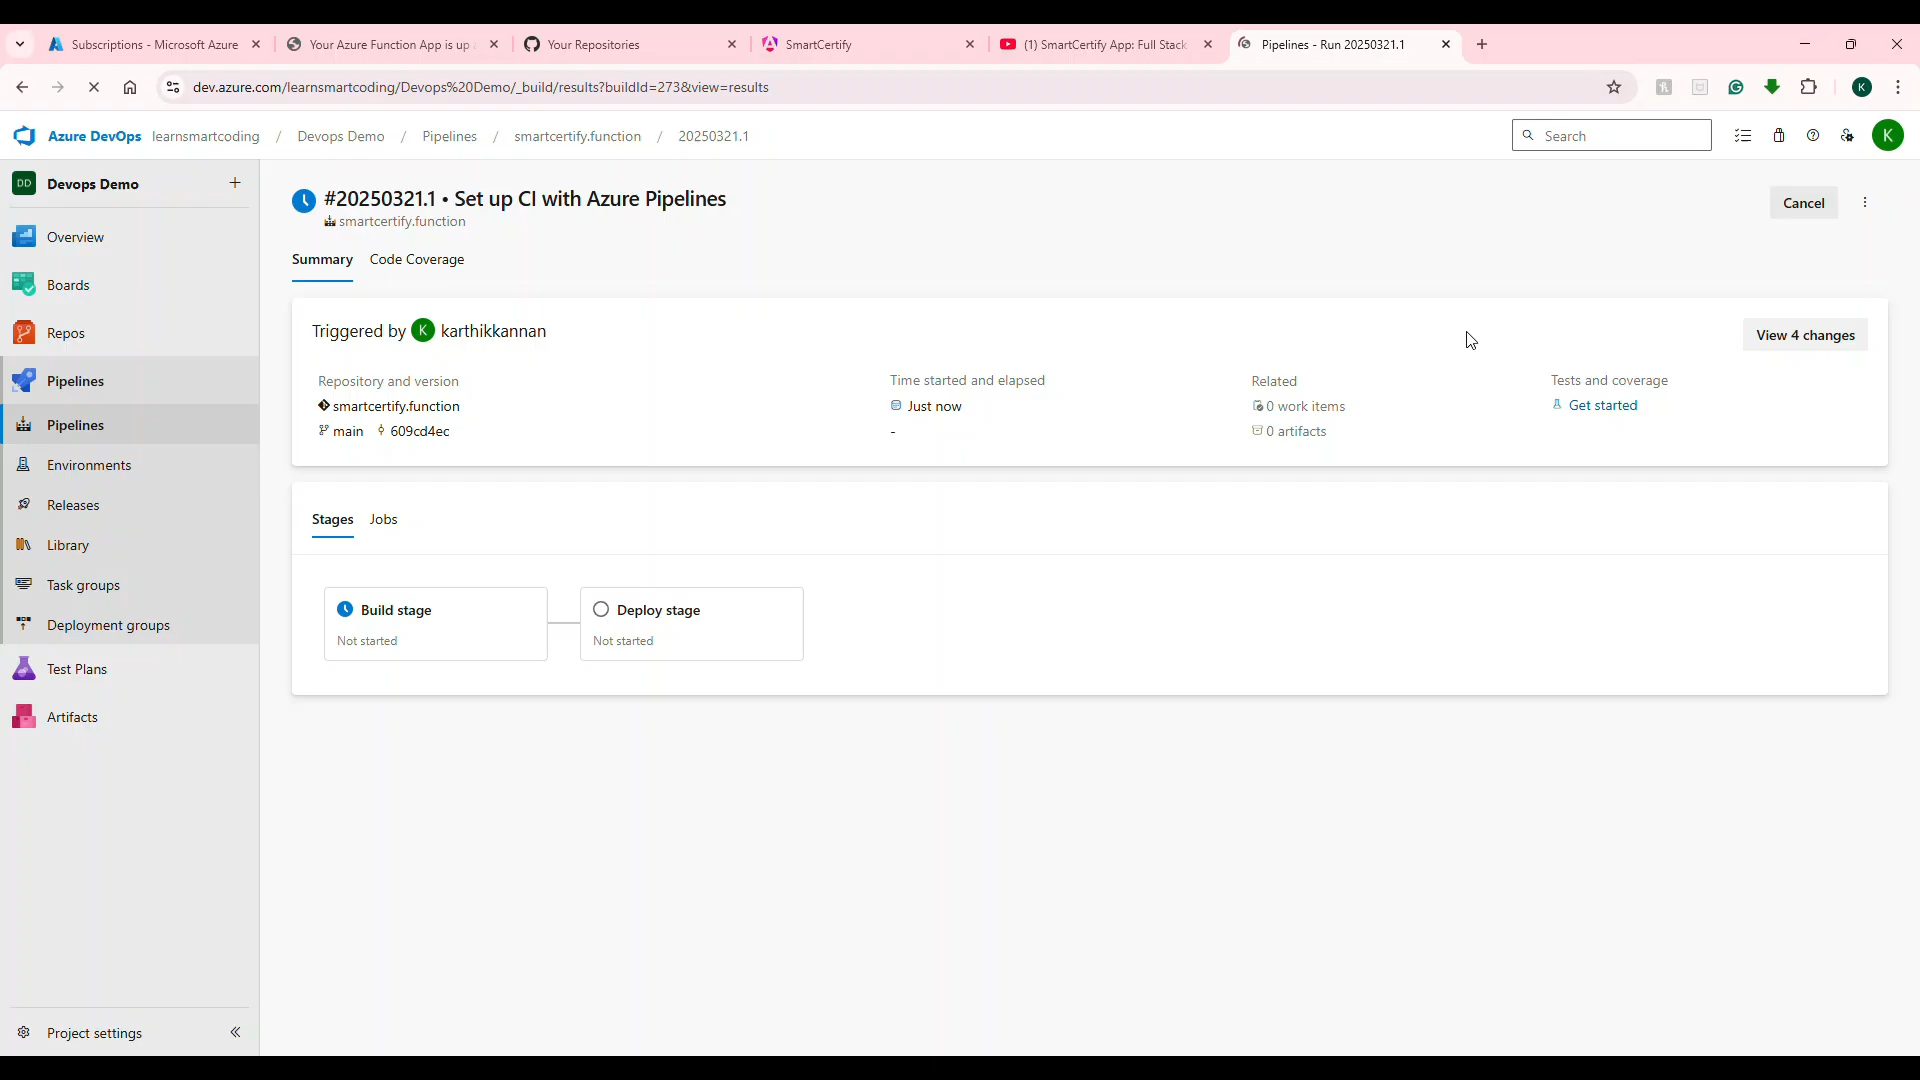 Subscriptions - Microsoft Azure
Your Azure Function App is up
Your Repositories
SmartCertify
(1) SmartCertify App: Full Stack
Pipelines - Run 20250321.1
dev.azure.com/learnsmartcoding/Devops%20Demo/_build/results?buildId=273&view=results
K
Azure DevOps learnsmartcoding / Devops Demo / Pipelines / smartcertify.function / 20250321.1
Search
K
DD Devops Demo
Overview
Boards
Repos
Pipelines
Pipelines
Environments
Releases
Library
Task groups
Deployment groups
Test Plans
Artifacts
Project settings
#20250321.1 • Set up CI with Azure Pipelines
smartcertify.function
Cancel
Summary Code Coverage
Triggered by K karthikkannan
View 4 changes
Repository and version
smartcertify.function
main 609cd4ec
Time started and elapsed
Just now
-
Related
0 work items
0 artifacts
Tests and coverage
Get started
Stages Jobs
Build stage
Not started
Deploy stage
Not started